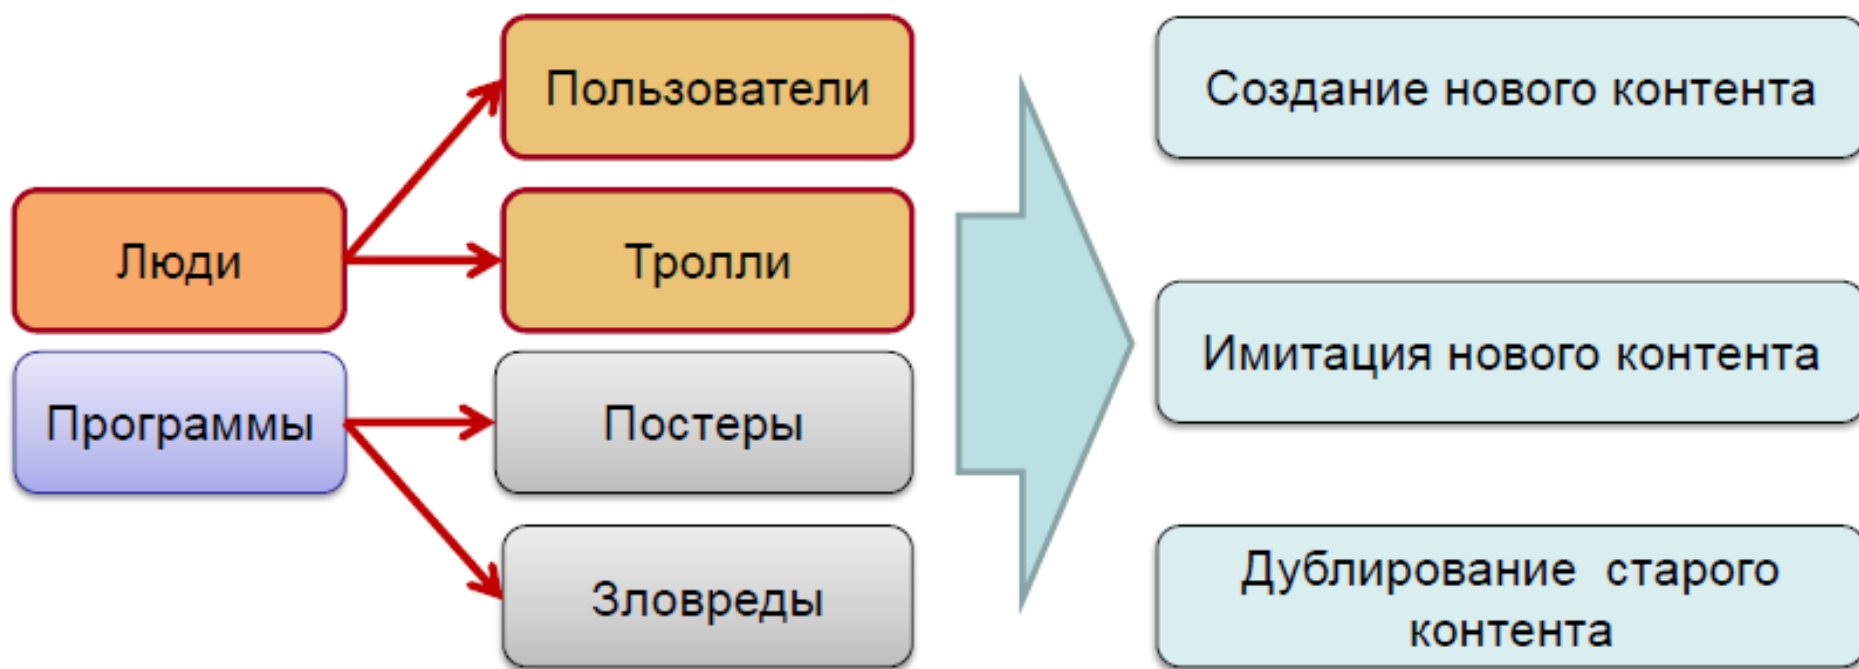 Пользователи
Люди
Тролли
Программы
Постеры
Зловреды
Создание нового контента
Имитация нового контента
Дублирование старого
контента